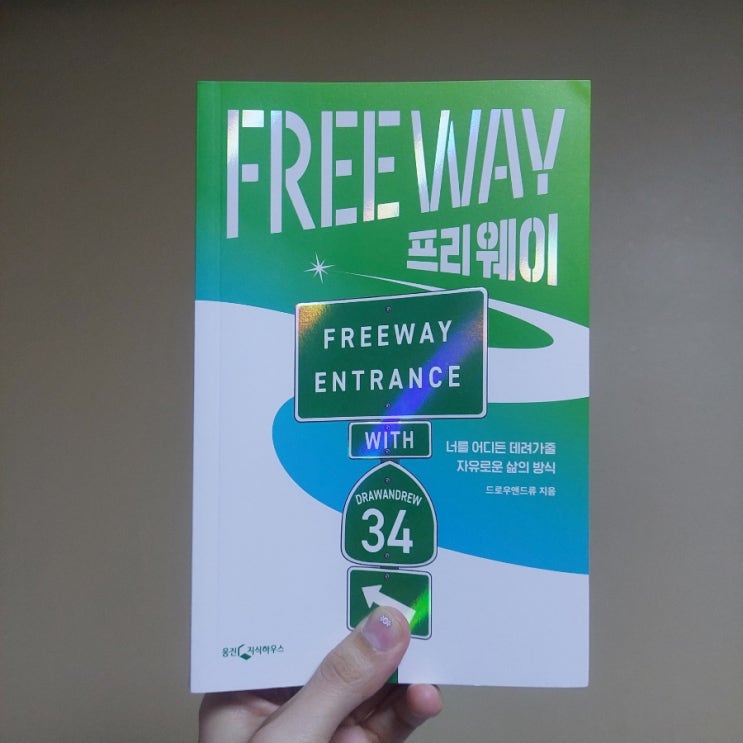 FREE WAY
프리웨이
FREEWAY
ENTRANCE
WITH
너를 어디든 데려가줄
자유로운 삶의 방식
드로우앤드류 지음
DRAWANDREW
34
웅진 지식하우스